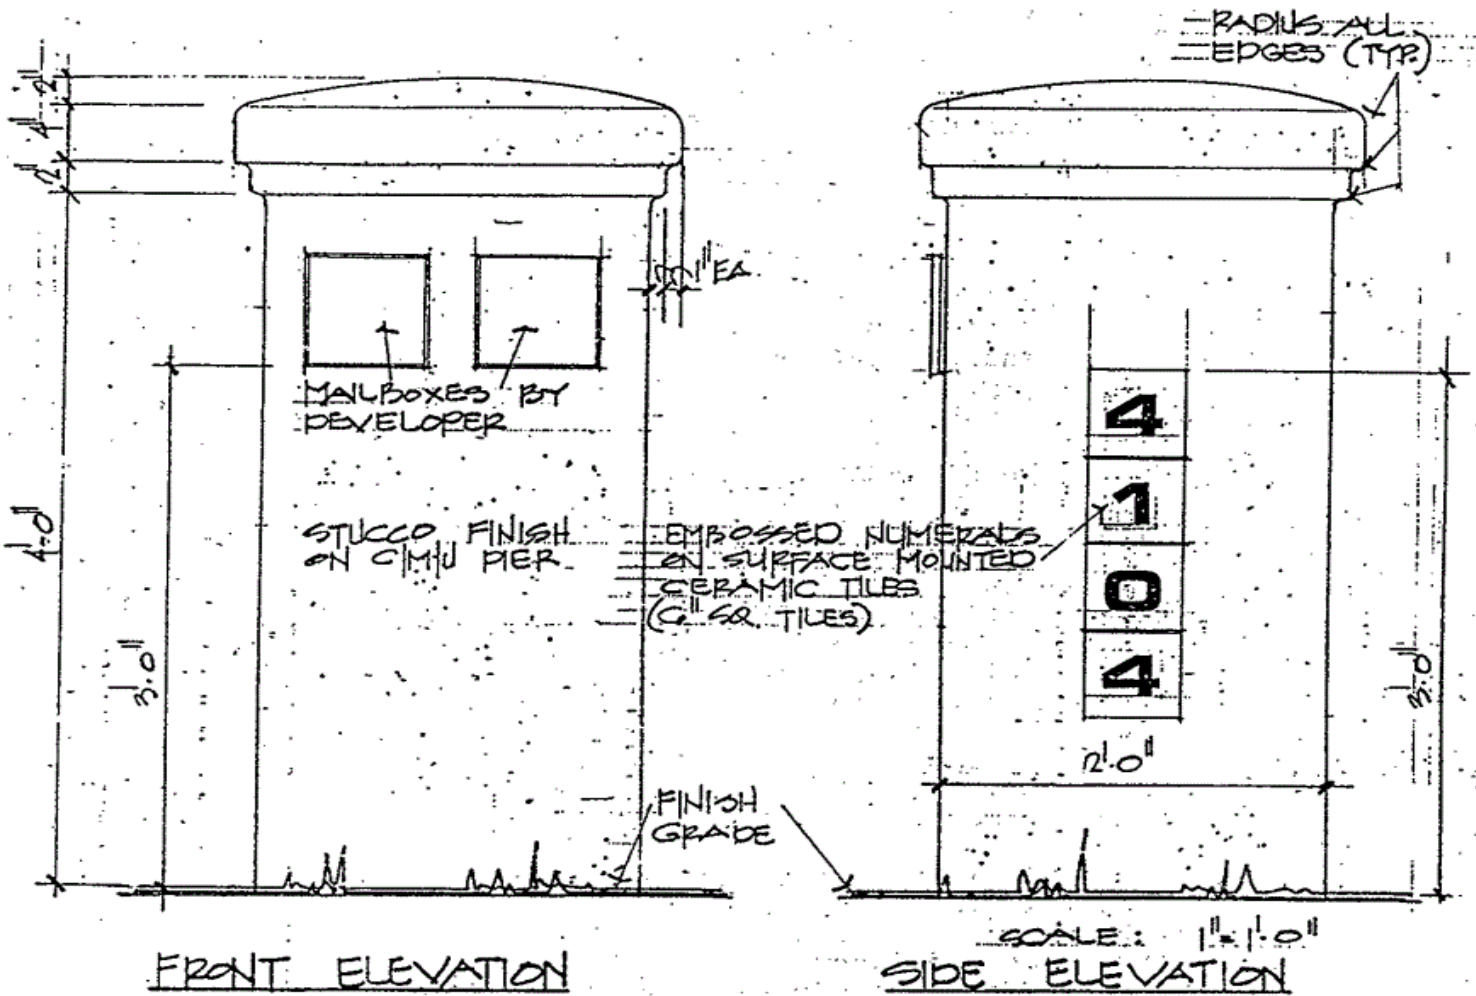 RADIUS ALL
EDGES (TYP.)
2"
4"
2"
1" EA.
MAILBOXES BY
DEVELOPER
4
1
0
4
STUCCO FINISH
ON CMU PIER
EMBOSSED NUMERALS
ON SURFACE MOUNTED
CERAMIC TILES
(6" SQ. TILES)
4'-0"
3'-0"
3'-0"
2'-0"
FINISH
GRADE
SCALE: 1"=1'-0"
FRONT ELEVATION
SIDE ELEVATION